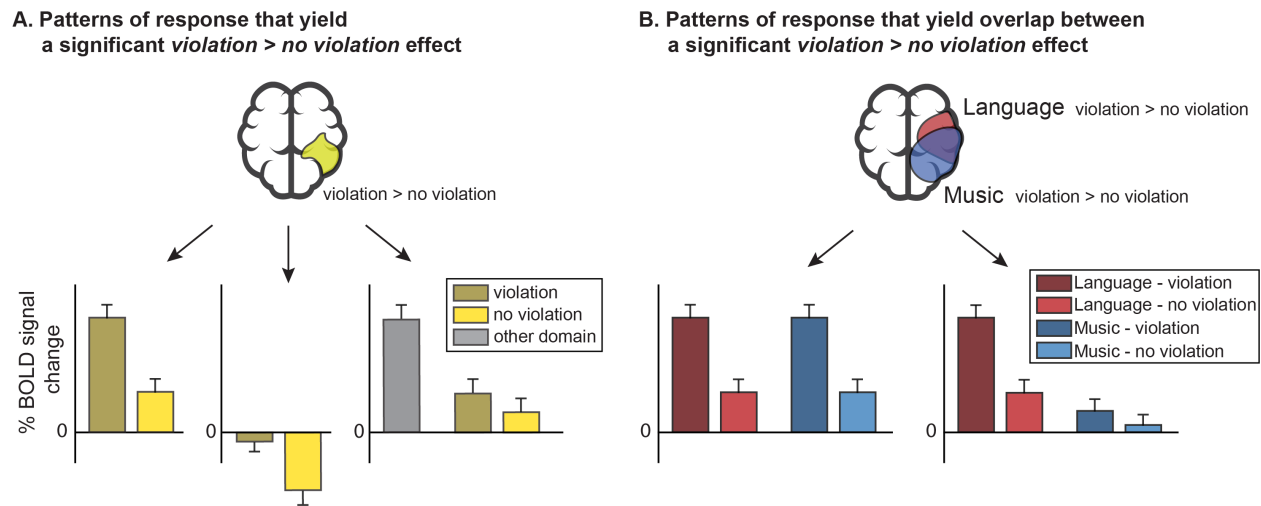 A. Patterns of response that yield
a significant violation > no violation effect
violation > no violation
% BOLD signal
change
0
0
0
violation
no violation
other domain
B. Patterns of response that yield overlap between
a significant violation > no violation effect
Language violation > no violation
Music violation > no violation
0
0
Language - violation
Language - no violation
Music - violation
Music - no violation